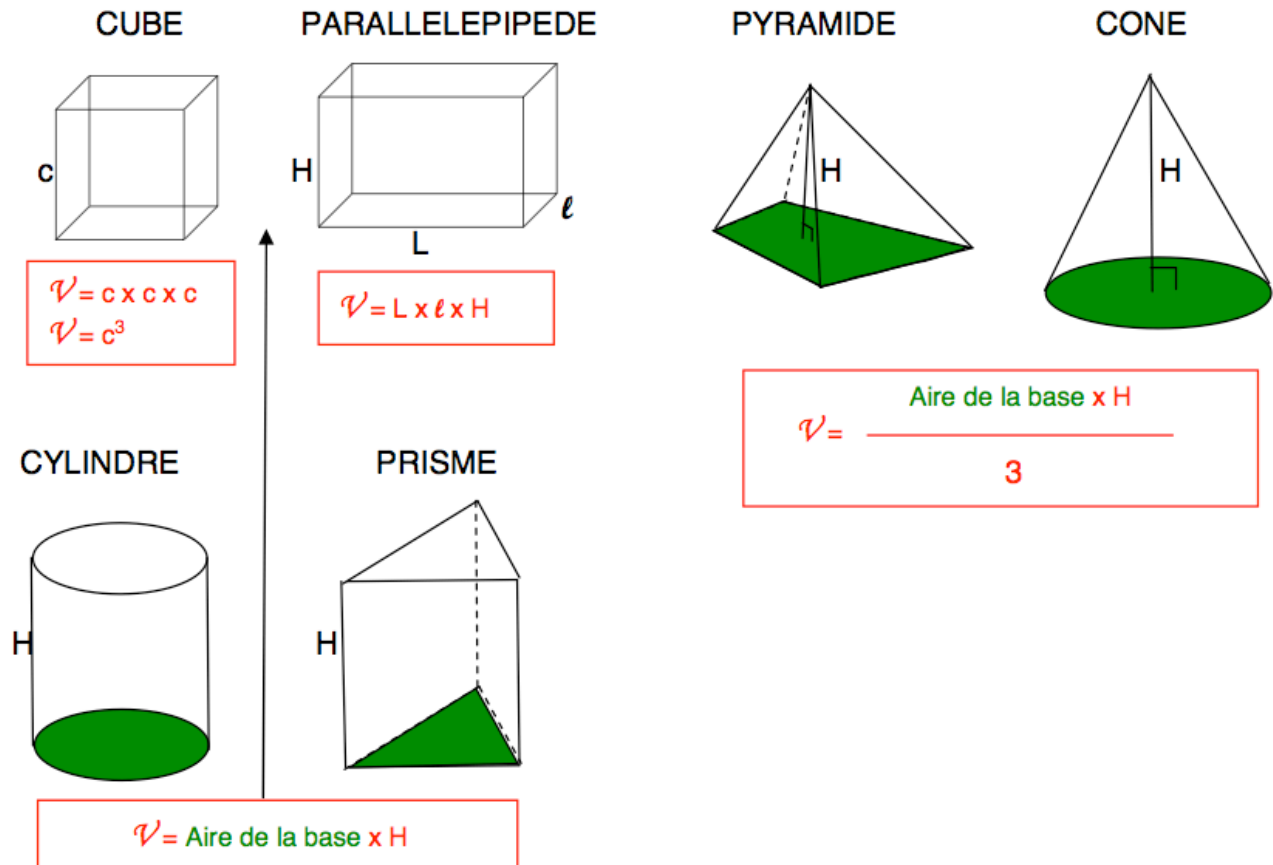 CUBE
PARALLELEPIPEDE
PYRAMIDE
CONE
c
H
L
ℓ
H
H
𝒱 = c x c x c
𝒱 = c³
𝒱 = L x ℓ x H
Aire de la base x H
𝒱 =
3
CYLINDRE
PRISME
H
H
𝒱 = Aire de la base x H